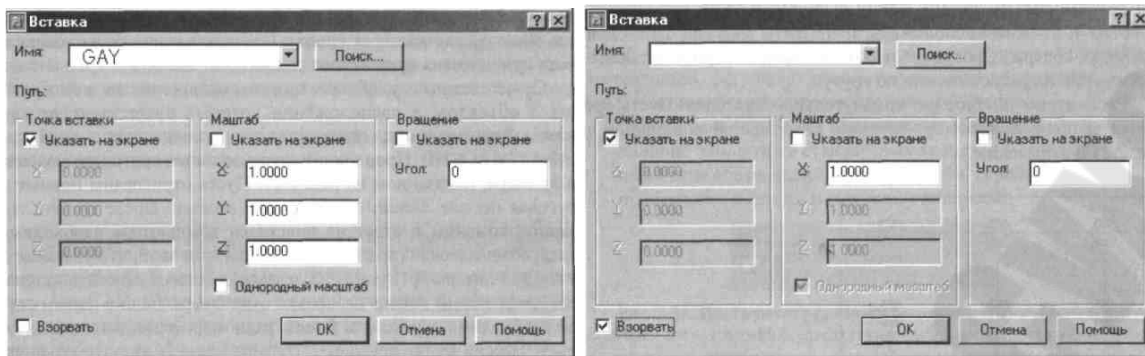 Вставка
Имя: GAY Поиск...
Путь:
Точка вставки Маштаб Вращение
Указать на экране Указать на экране Указать на экране
X: 0.0000 X: 1.0000 Угол: 0
Y: 0.0000 Y: 1.0000
Z: 0.0000 Z: 1.0000
Однородный масштаб
Взорвать OK Отмена Помощь
Вставка
Имя: Поиск...
Путь:
Точка вставки Маштаб Вращение
Указать на экране Указать на экране Указать на экране
X: 0.0000 X: 1.0000 Угол: 0
Y: 0.0000 Y: 1.0000
Z: 0.0000 Z: 1.0000
Однородный масштаб
Взорвать OK Отмена Помощь